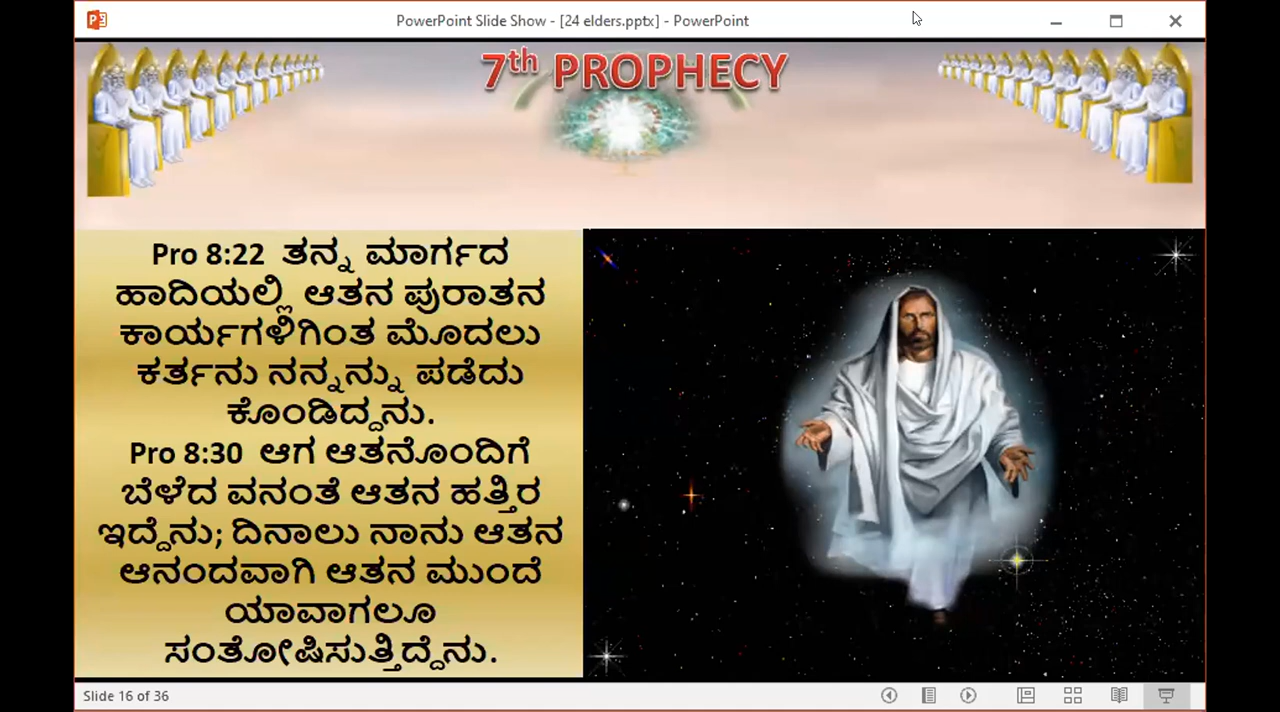 PowerPoint Slide Show - [24 elders.pptx] - PowerPoint
7th PROPHECY
Pro 8:22 ತನ್ನ ಮಾರ್ಗದ
ಹಾದಿಯಲ್ಲಿ ಆತನ ಪುರಾತನ
ಕಾರ್ಯಗಳಿಗಿಂತ ಮೊದಲು
ಕರ್ತನು ನನ್ನನ್ನು ಪಡೆದು
ಕೊಂಡಿದ್ದನು.
Pro 8:30 ಆಗ ಆತನೊಂದಿಗೆ
ಬೆಳೆದ ವನಂತೆ ಆತನ ಹತ್ತಿರ
ಇದ್ದೆನು; ದಿನಾಲು ನಾನು ಆತನ
ಆನಂದವಾಗಿ ಆತನ ಮುಂದೆ
ಯಾವಾಗಲೂ
ಸಂತೋಷಿಸುತ್ತಿದ್ದೆನು.
Slide 16 of 36